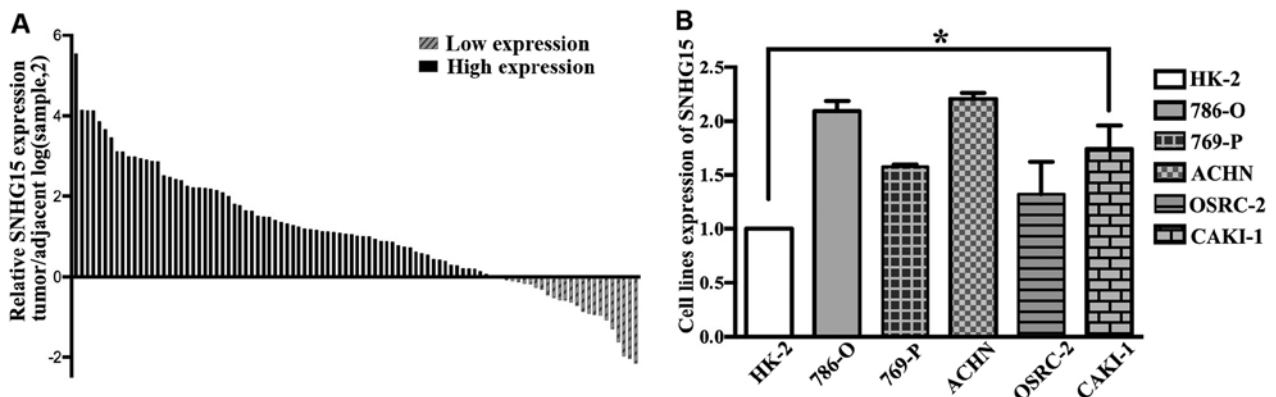 A
Relative SNHG15 expression
tumor/adjacent log(sample,2)
6
4
2
0
-2
Low expression
High expression
B
Cell lines expression of SNHG15
2.5
2.0
1.5
1.0
0.5
0.0
*
HK-2
786-O
769-P
ACHN
OSRC-2
CAKI-1
HK-2
786-O
769-P
ACHN
OSRC-2
CAKI-1